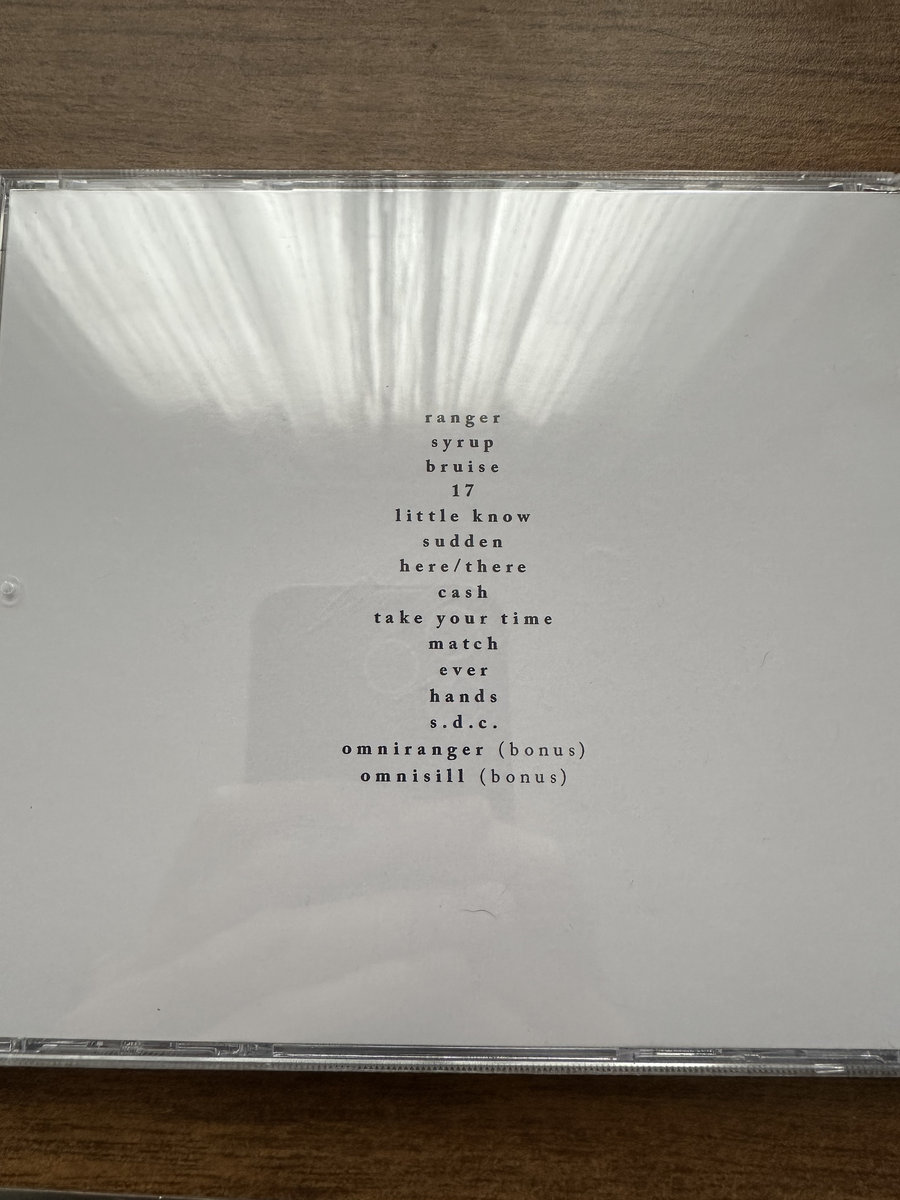 ranger
syrup
bruise
17
little know
sudden
here/there
cash
take your time
match
ever
hands
s.d.c.
omniranger (bonus)
omnisill (bonus)